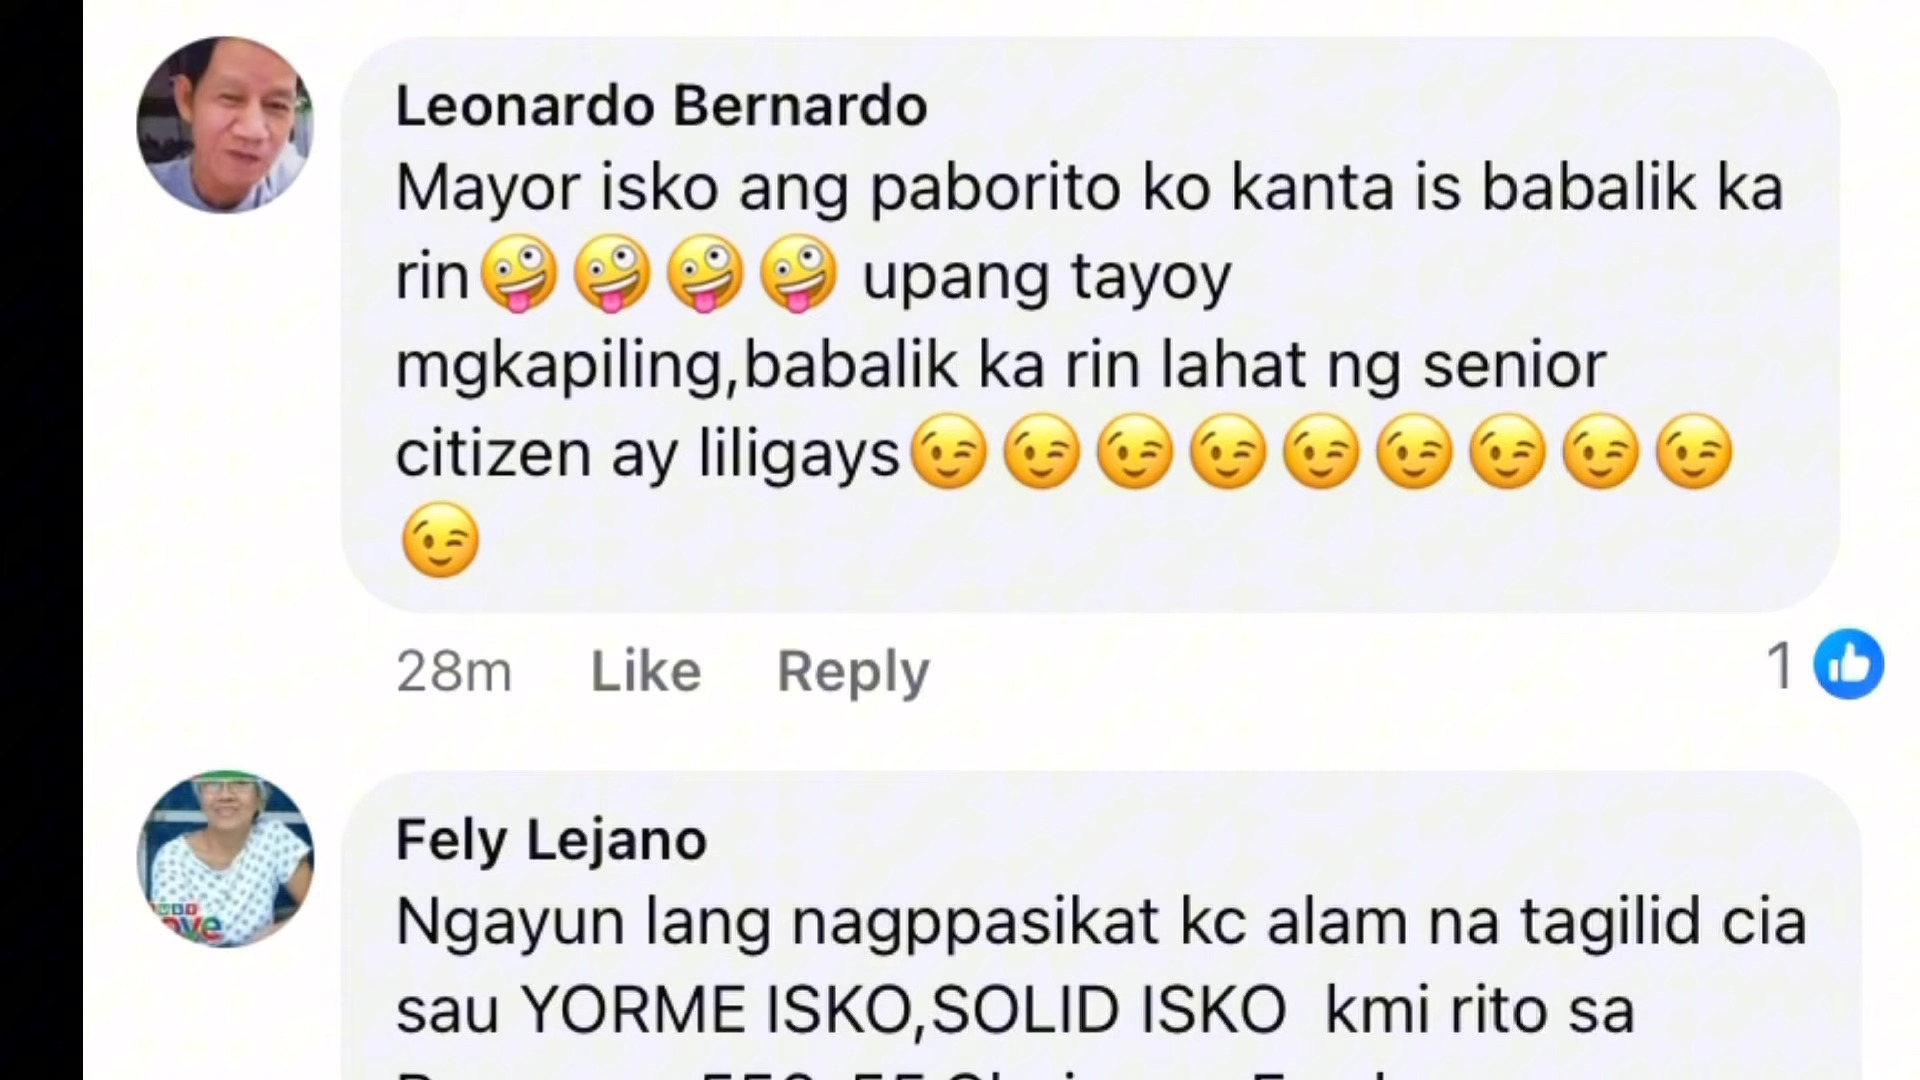 Leonardo Bernardo
Mayor isko ang paborito ko kanta is babalik ka
rin🤪🤪🤪🤪 upang tayoy
mgkapiling,babalik ka rin lahat ng senior
citizen ay liligays😉😉😉😉😉😉😉😉😉
😉
28m Like Reply 1
Fely Lejano
Ngayun lang nagppasikat kc alam na tagilid cia
sau YORME ISKO,SOLID ISKO kmi rito sa